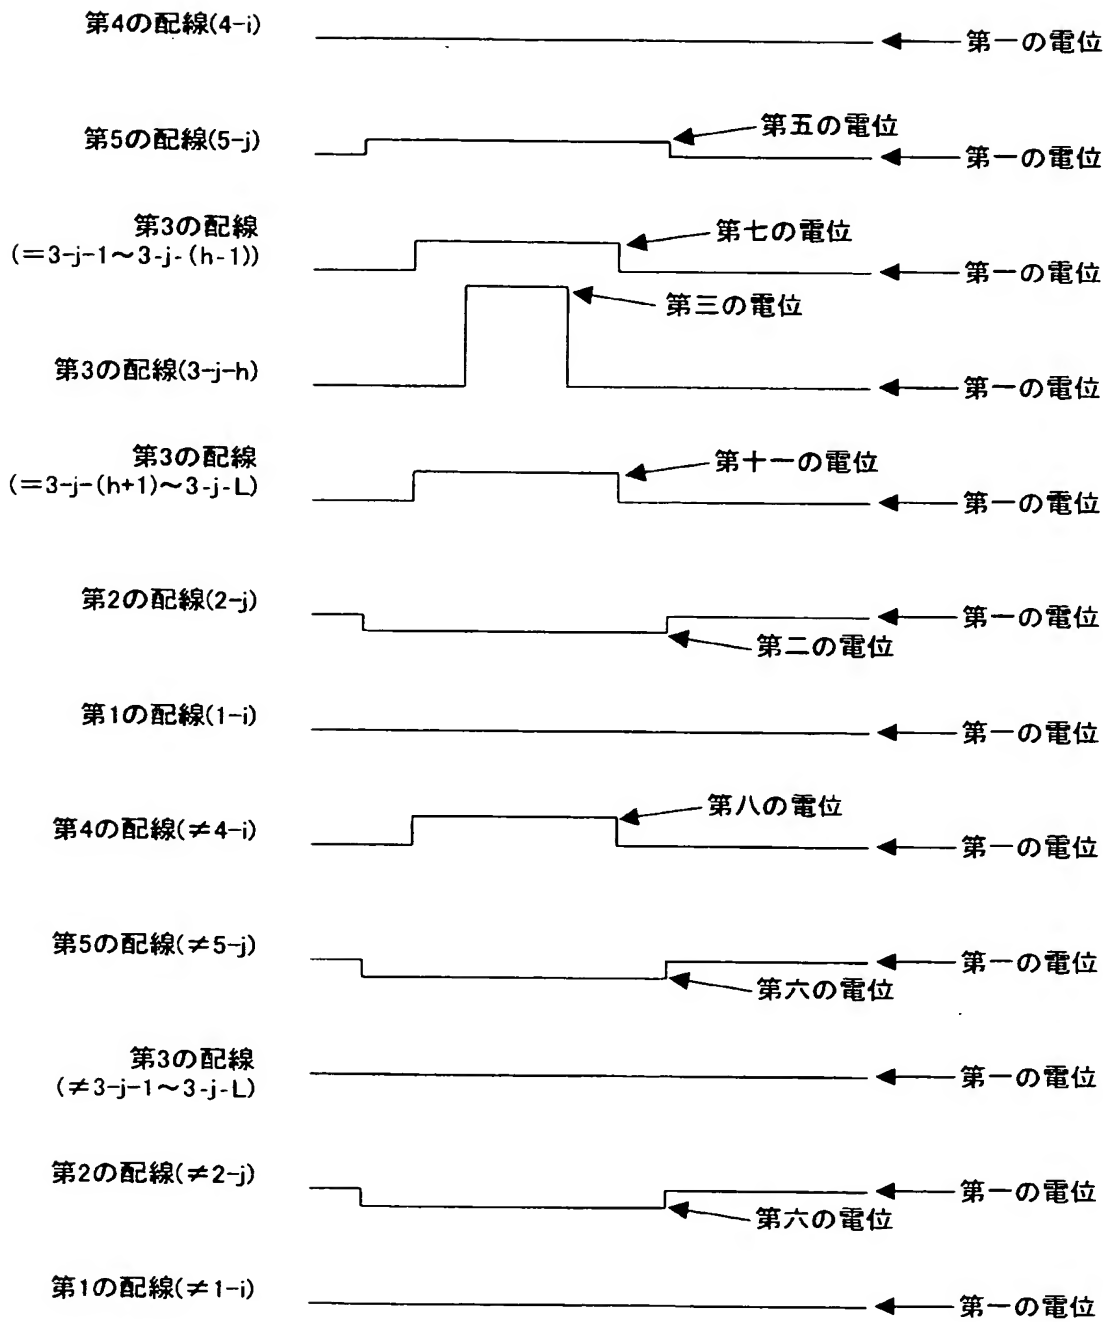 第4の配線(4-i)
第一の電位
第5の配線(5-j)
第五の電位
第一の電位
第3の配線
(=3-j-1～3-j-(h-1))
第七の電位
第一の電位
第三の電位
第3の配線(3-j-h)
第一の電位
第3の配線
(=3-j-(h+1)～3-j-L)
第十一の電位
第一の電位
第2の配線(2-j)
第一の電位
第二の電位
第1の配線(1-i)
第一の電位
第4の配線(≠4-i)
第八の電位
第一の電位
第5の配線(≠5-j)
第一の電位
第六の電位
第3の配線
(≠3-j-1～3-j-L)
第一の電位
第2の配線(≠2-j)
第一の電位
第六の電位
第1の配線(≠1-i)
第一の電位